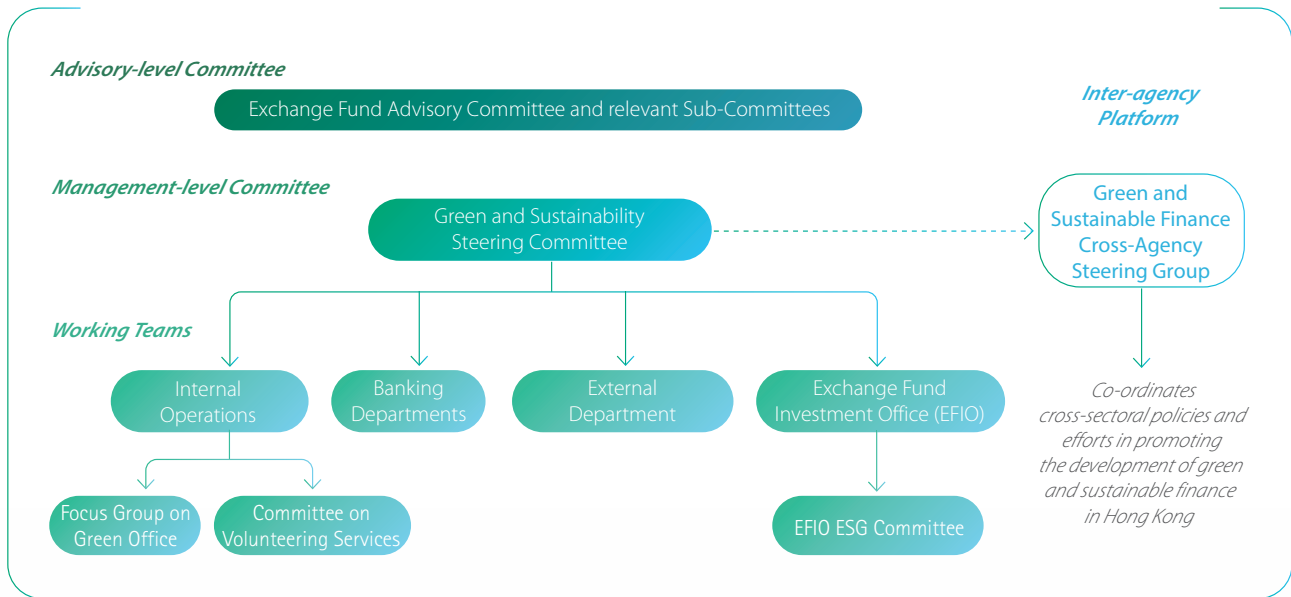 Advisory-level Committee
Exchange Fund Advisory Committee and relevant Sub-Committees
Inter-agency
Platform
Management-level Committee
Green and Sustainability
Steering Committee
Green and
Sustainable Finance
Cross-Agency
Steering Group
Working Teams
Internal
Operations
Banking
Departments
External
Department
Exchange Fund
Investment Office (EFIO)
Co-ordinates
cross-sectoral policies and
efforts in promoting
the development of green
and sustainable finance
in Hong Kong
Focus Group on
Green Office
Committee on
Volunteering Services
EFIO ESG Committee